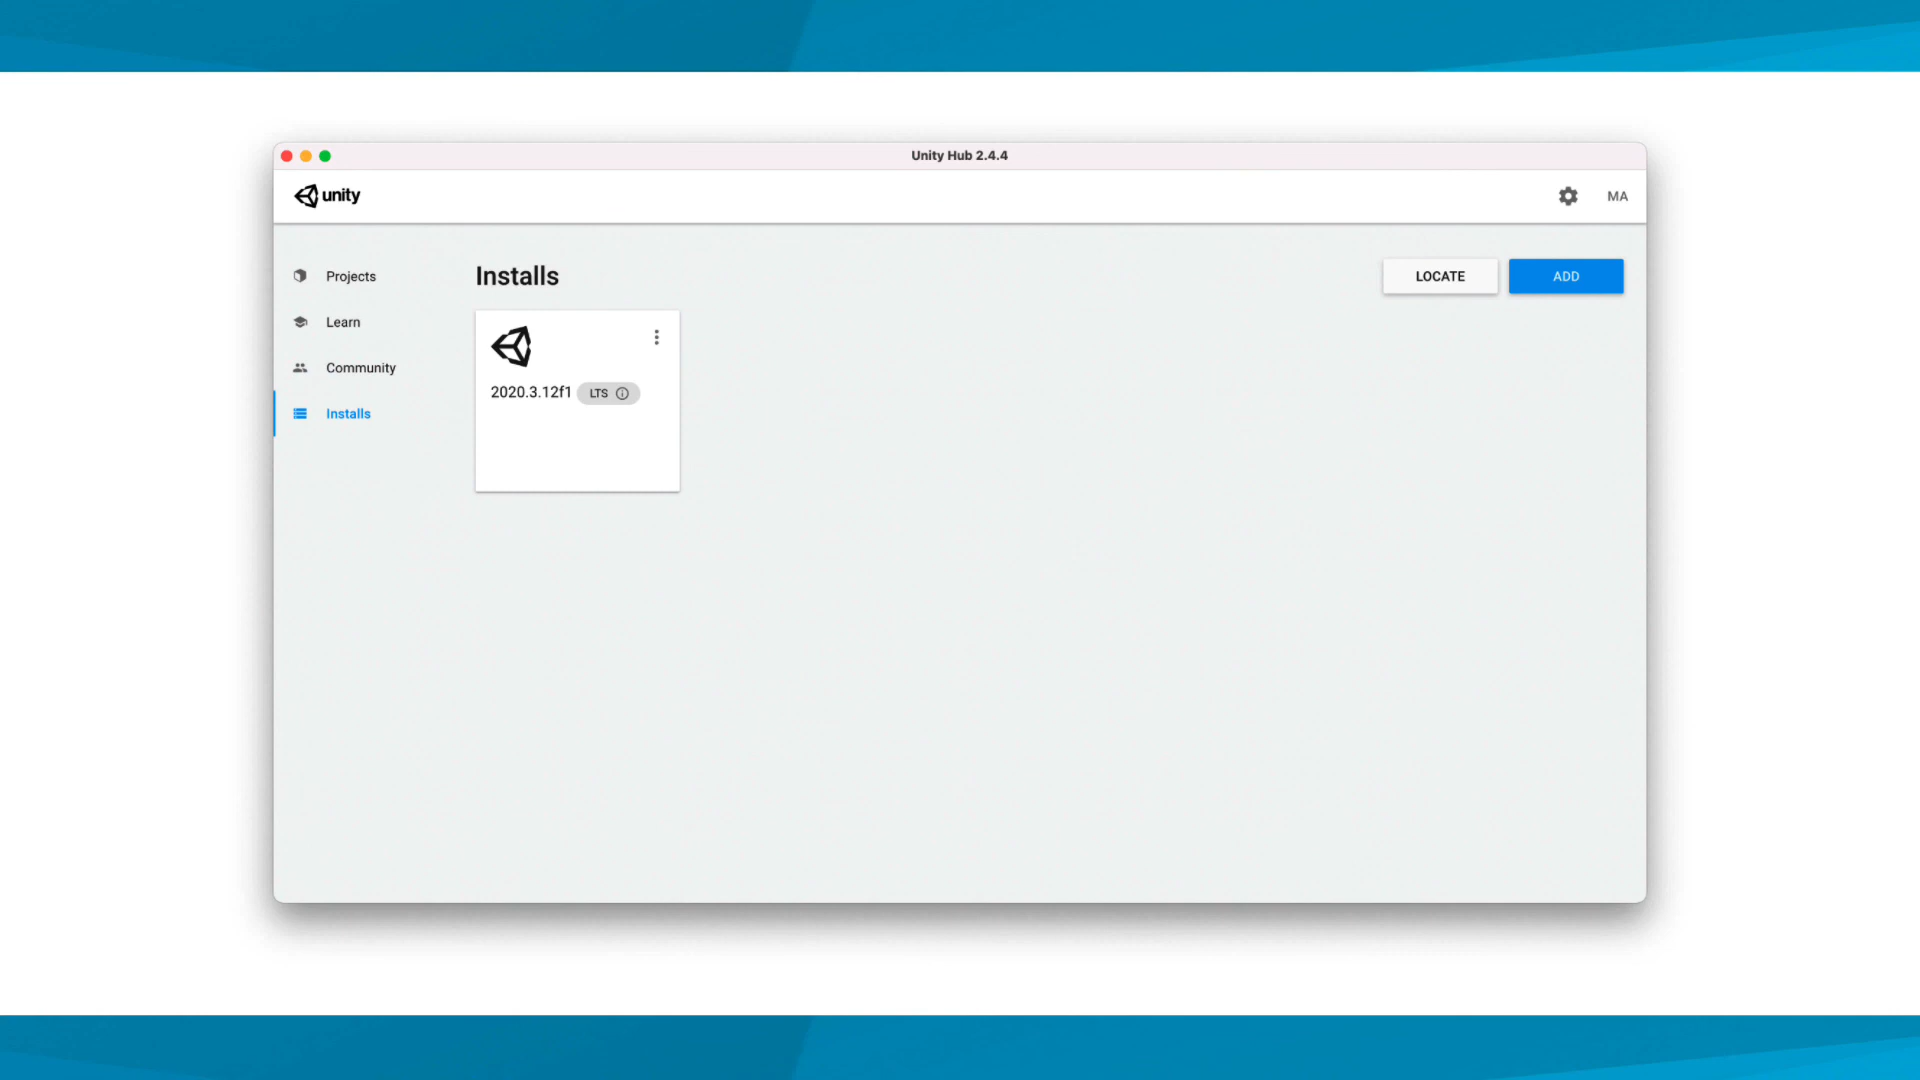 Unity Hub 2.4.4
unity
MA
Projects
Learn
Community
Installs
Installs
LOCATE
ADD
2020.3.12f1 LTS